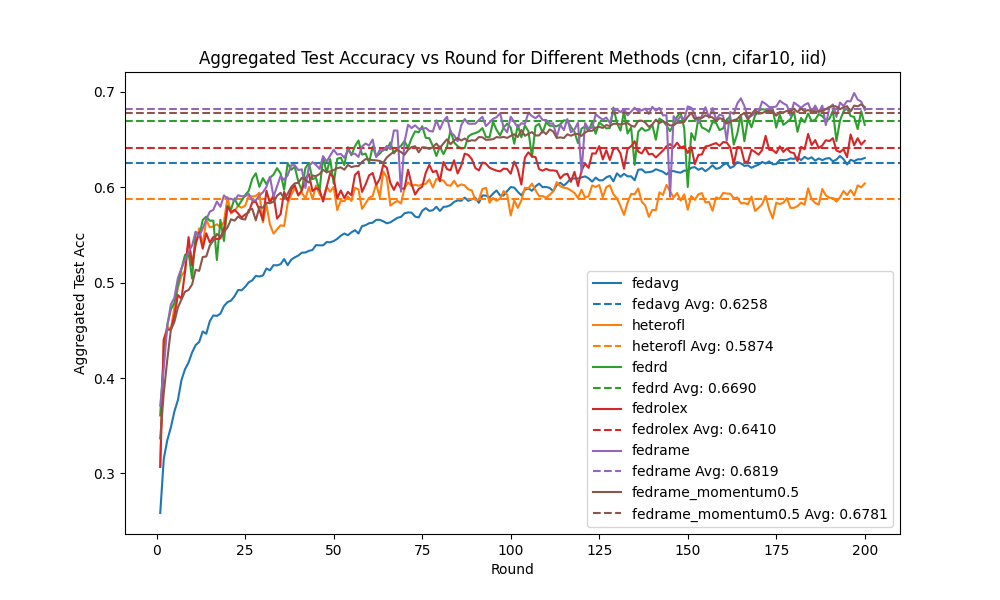 Aggregated Test Accuracy vs Round for Different Methods (cnn, cifar10, iid)
Aggregated Test Acc
0.7
0.6
0.5
0.4
0.3
fedavg
fedavg Avg: 0.6258
heterofl
heterofl Avg: 0.5874
fedrd
fedrd Avg: 0.6690
fedrolex
fedrolex Avg: 0.6410
fedrame
fedrame Avg: 0.6819
fedrame_momentum0.5
fedrame_momentum0.5 Avg: 0.6781
0 25 50 75 100 125 150 175 200
Round